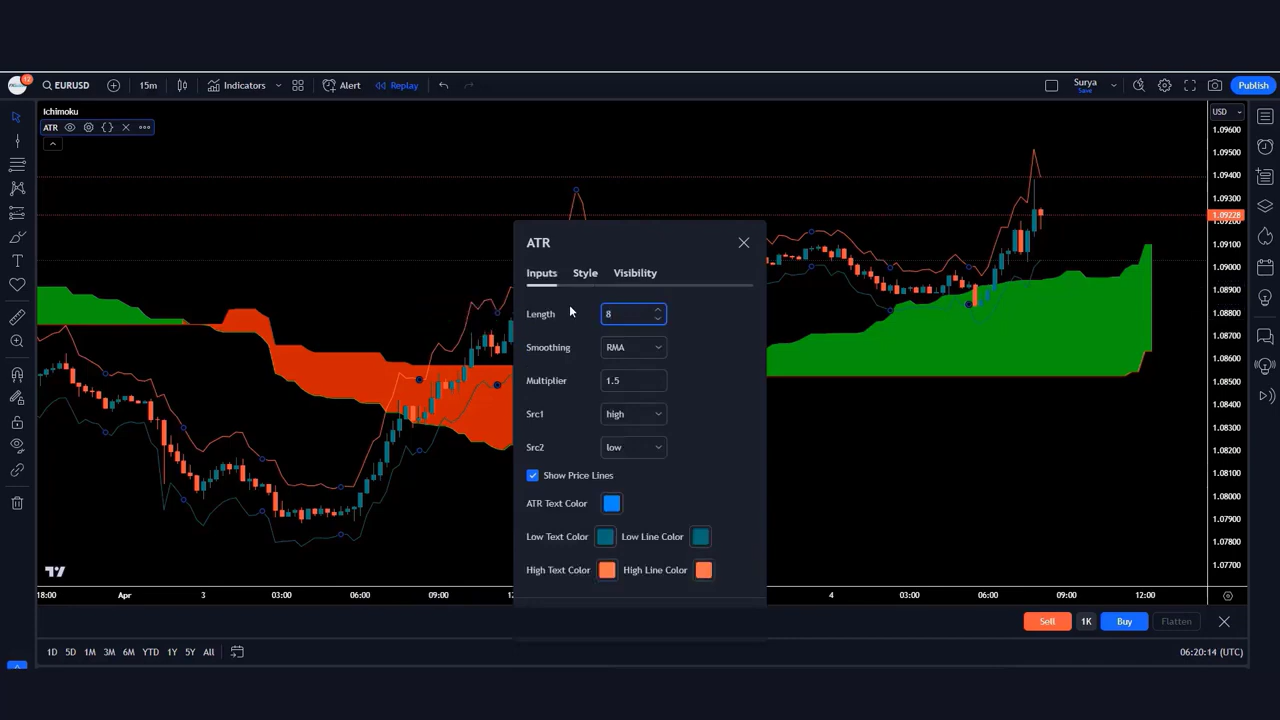 12
EURUSD 15m Indicators Alert Replay Surya Save Publish
Ichimoku
USD
ATR
1.09600
1.09500
1.09400
1.09300
1.09228
1.09200
1.09100
1.09000
1.08900
1.08800
1.08700
1.08600
1.08500
1.08400
1.08300
1.08200
1.08100
1.08000
1.07900
1.07800
1.07700
ATR
Inputs Style Visibility
Length 8
Smoothing RMA
Multiplier 1.5
Src1 high
Src2 low
Show Price Lines
ATR Text Color
Low Text Color Low Line Color
High Text Color High Line Color
18:00 Apr 3 03:00 06:00 09:00 4 03:00 06:00 09:00 12:00
Sell 1K Buy Flatten
1D 5D 1M 3M 6M YTD 1Y 5Y All 06:20:14 (UTC)